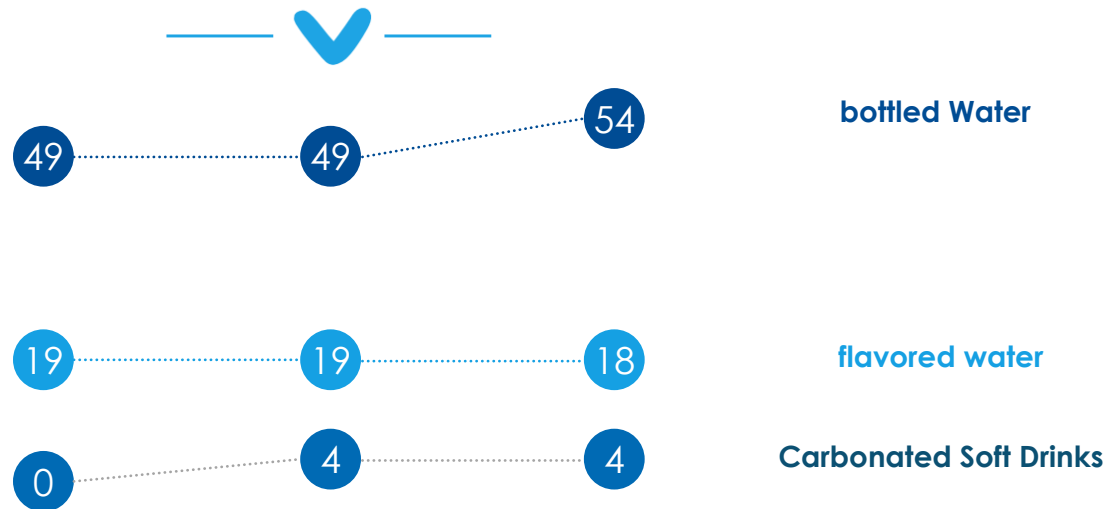 49 49 54 bottled Water
19 19 18 flavored water
0 4 4 Carbonated Soft Drinks